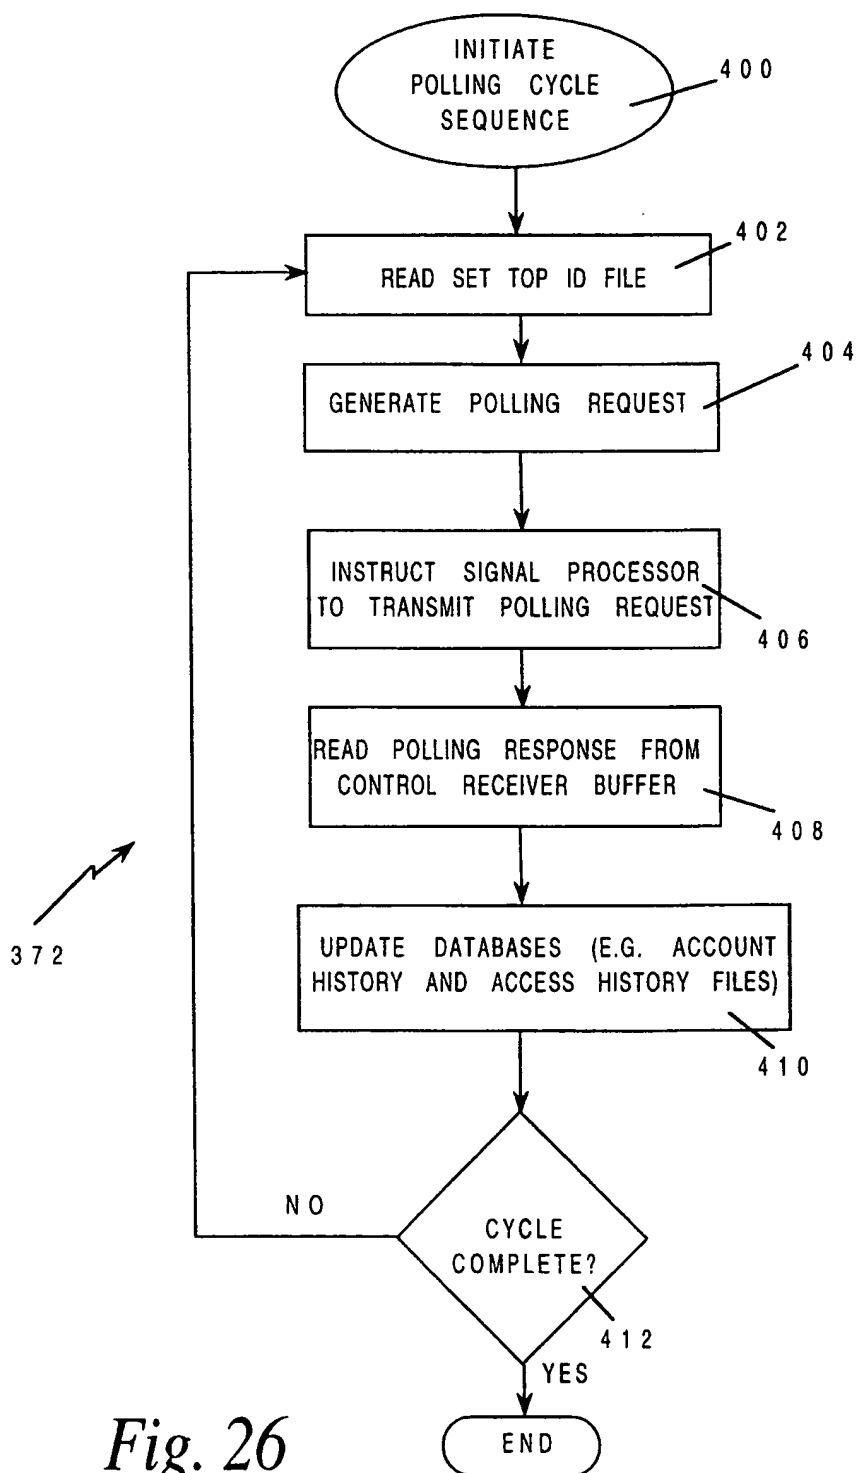 INITIATE
POLLING CYCLE
SEQUENCE
400
402
READ SET TOP ID FILE
404
GENERATE POLLING REQUEST
INSTRUCT SIGNAL PROCESSOR
TO TRANSMIT POLLING REQUEST
406
READ POLLING RESPONSE FROM
CONTROL RECEIVER BUFFER
408
372
UPDATE DATABASES (E.G. ACCOUNT
HISTORY AND ACCESS HISTORY FILES)
410
NO
CYCLE
COMPLETE?
412
YES
END
Fig. 26